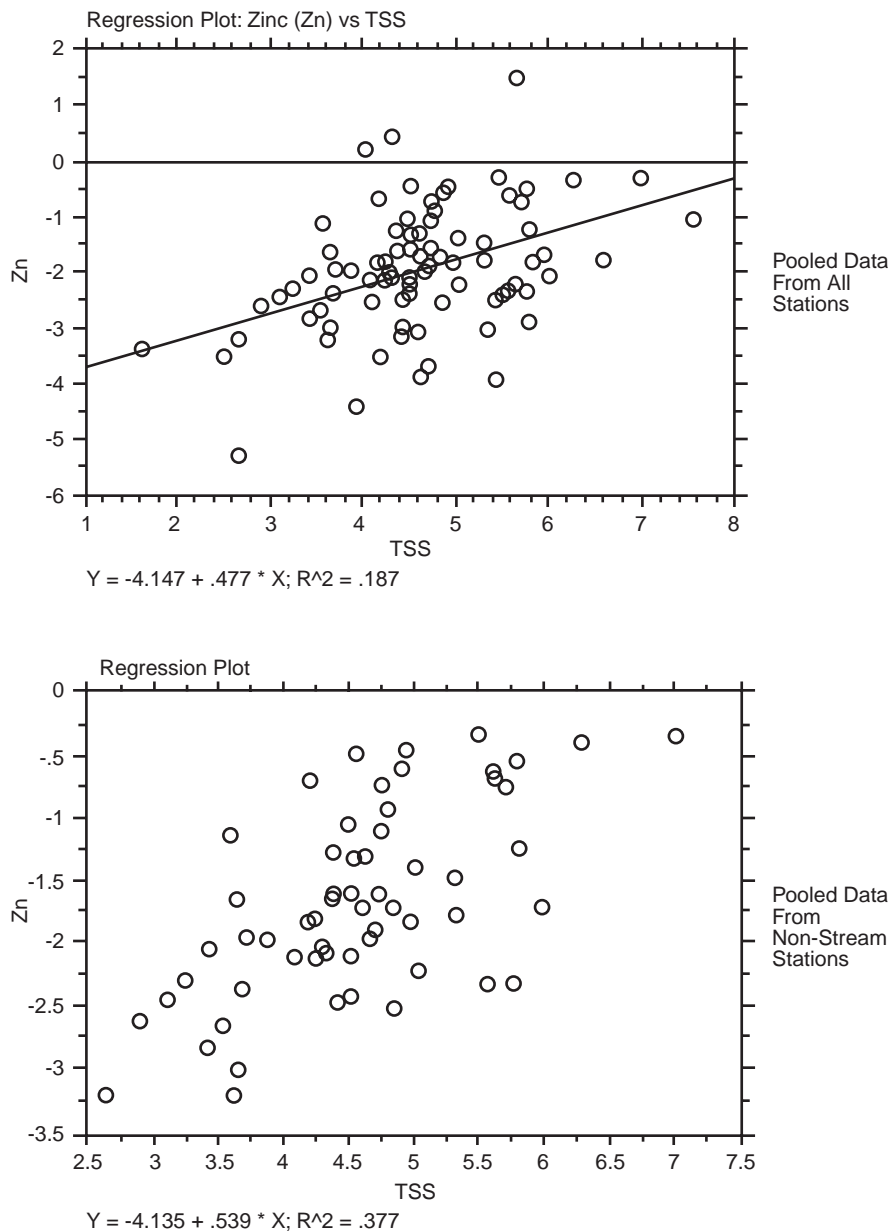 Regression Plot: Zinc (Zn) vs TSS
2
1
0
-1
-2
-3
-4
-5
-6
Zn
1 2 3 4 5 6 7 8
TSS
Y = -4.147 + .477 * X; R^2 = .187
Pooled Data
From All
Stations
Regression Plot
0
-.5
-1
-1.5
-2
-2.5
-3
-3.5
Zn
2.5 3 3.5 4 4.5 5 5.5 6 6.5 7 7.5
TSS
Y = -4.135 + .539 * X; R^2 = .377
Pooled Data
From
Non-Stream
Stations